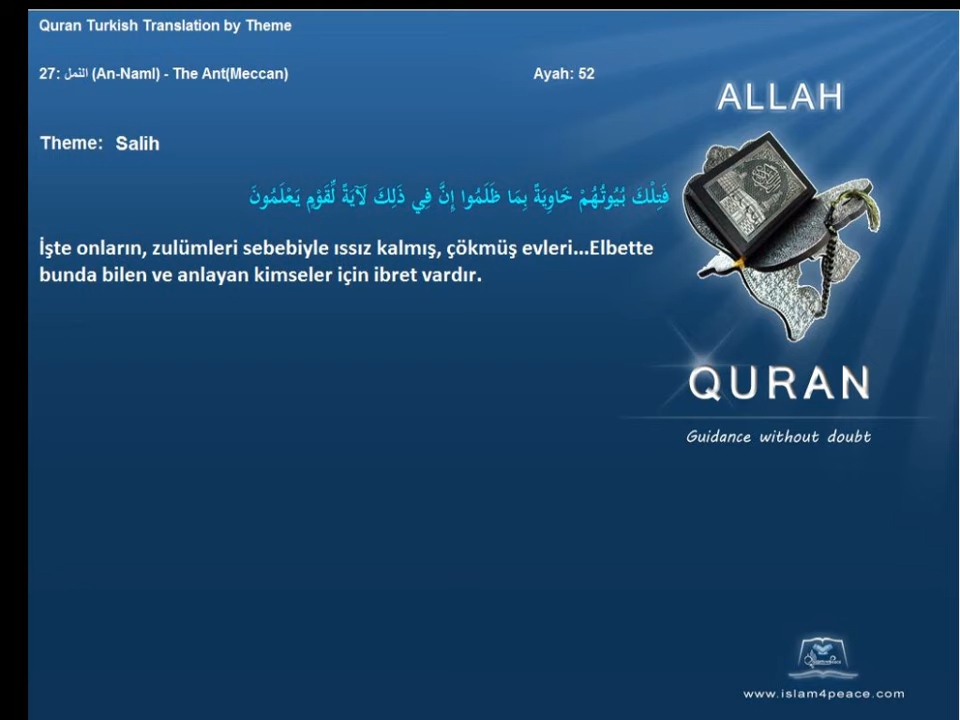 Quran Turkish Translation by Theme
27: النمل (An-Naml) - The Ant(Meccan) Ayah: 52
ALLAH
Theme: Salih
فَتِلْكَ بُيُوتُهُمْ خَاوِيَةً بِمَا ظَلَمُوا إِنَّ فِي ذَلِكَ لَآيَةً لِّقَوْمٍ يَعْلَمُونَ
İşte onların, zulümleri sebebiyle ıssız kalmış, çökmüş evleri...Elbette
bunda bilen ve anlayan kimseler için ibret vardır.
QURAN
Guidance without doubt
www.islam4peace.com